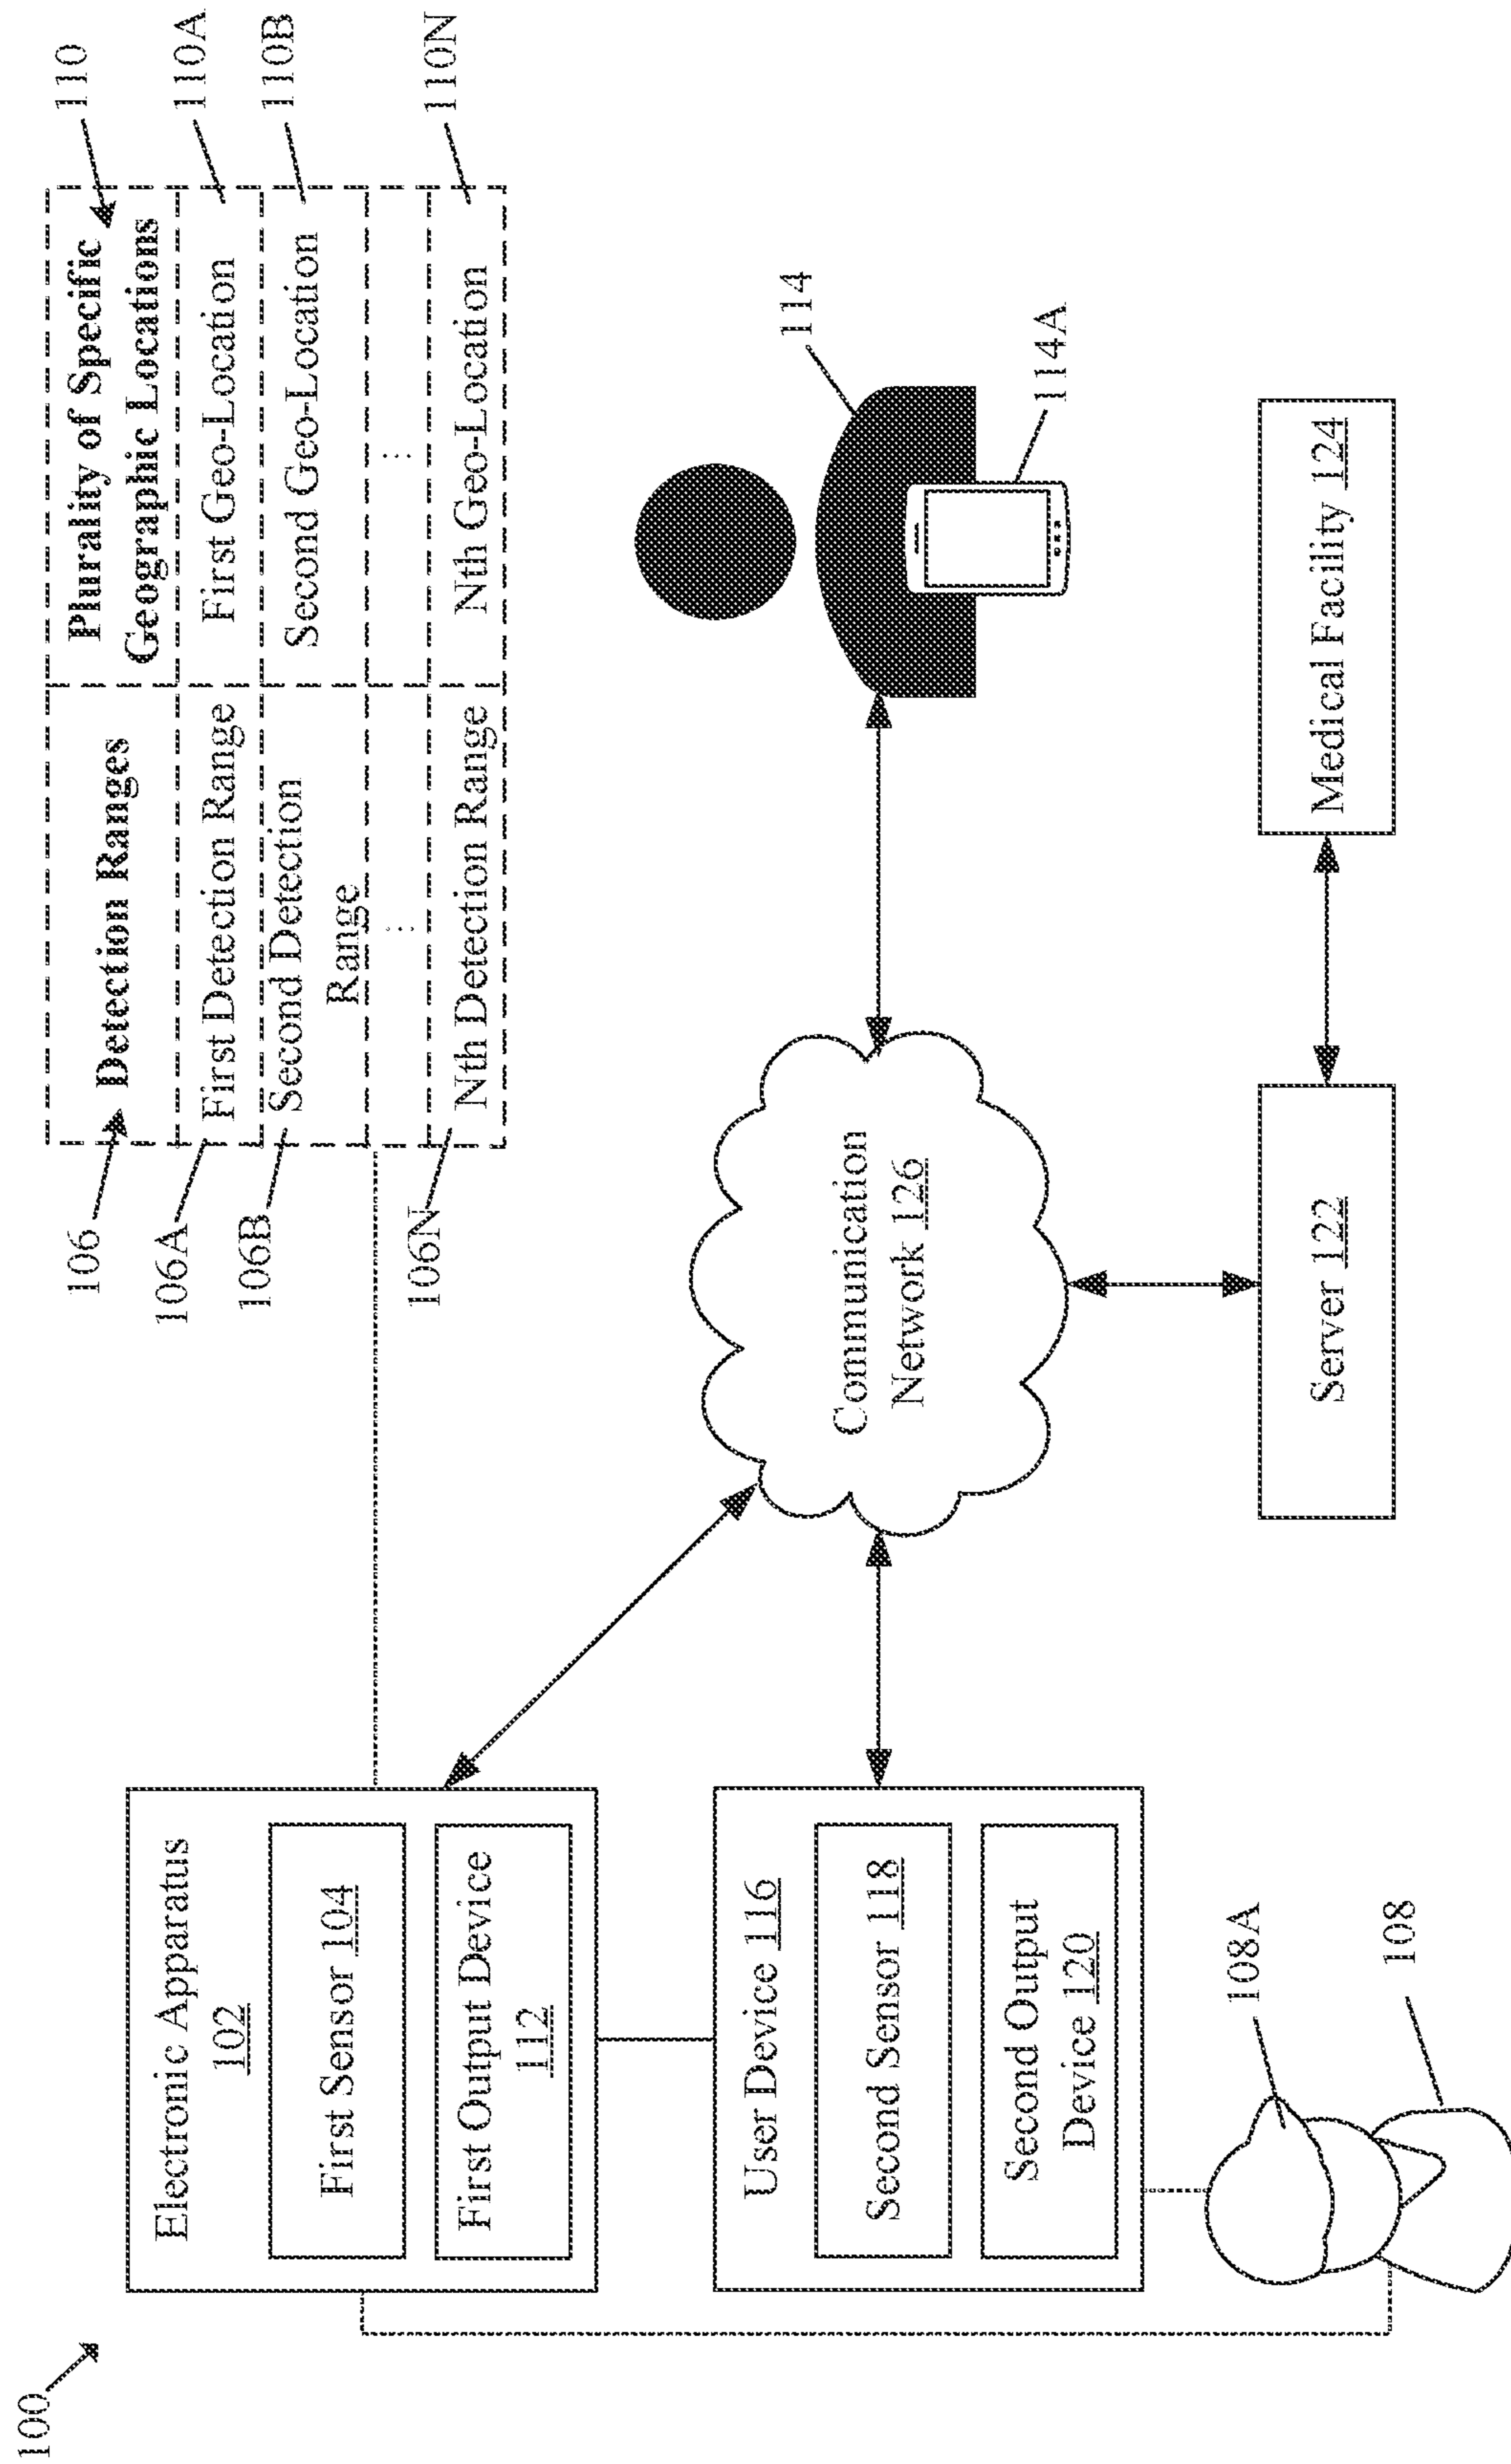 100
Electronic Apparatus
102
First Sensor 104
First Output Device
112
User Device 116
Second Sensor 118
Second Output
Device 120
108A
108
106
106A
106B
106N
Detection Ranges
Plurality of Specific
Geographic Locations
First Detection Range
First Geo-Location
Second Detection
Range
Second Geo-Location
⋮
⋮
Nth Detection Range
Nth Geo-Location
110
110A
110B
110N
Communication
Network 126
114
114A
Server 122
Medical Facility 124